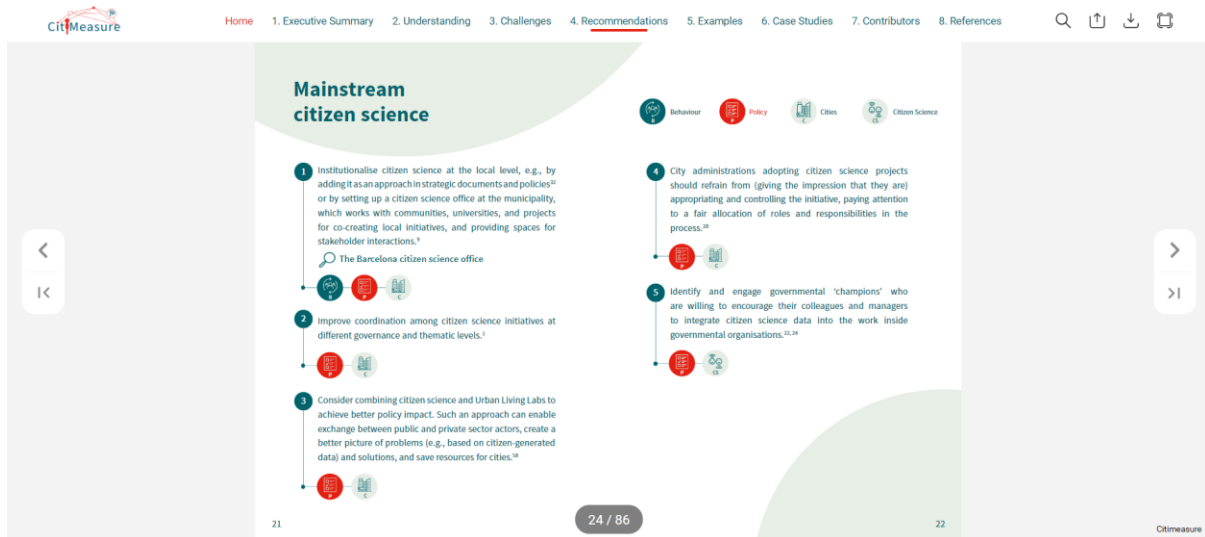 CitiMeasure
Home 1. Executive Summary 2. Understanding 3. Challenges 4. Recommendations 5. Examples 6. Case Studies 7. Contributors 8. References
Mainstream
citizen science
B Behaviour P Policy C Cities CS Citizen Science
1 Institutionalise citizen science at the local level, e.g., by
adding it as an approach in strategic documents and policies³²
or by setting up a citizen science office at the municipality,
which works with communities, universities, and projects
for co-creating local initiatives, and providing spaces for
stakeholder interactions.⁹
The Barcelona citizen science office
B P C
2 Improve coordination among citizen science initiatives at
different governance and thematic levels.¹
P C
3 Consider combining citizen science and Urban Living Labs to
achieve better policy impact. Such an approach can enable
exchange between public and private sector actors, create a
better picture of problems (e.g., based on citizen-generated
data) and solutions, and save resources for cities.⁵⁸
P C
4 City administrations adopting citizen science projects
should refrain from (giving the impression that they are)
appropriating and controlling the initiative, paying attention
to a fair allocation of roles and responsibilities in the
process.²⁸
P C
5 Identify and engage governmental ‘champions’ who
are willing to encourage their colleagues and managers
to integrate citizen science data into the work inside
governmental organisations.²³,²⁴
P CS
21
24 / 86
22
Citimeasure